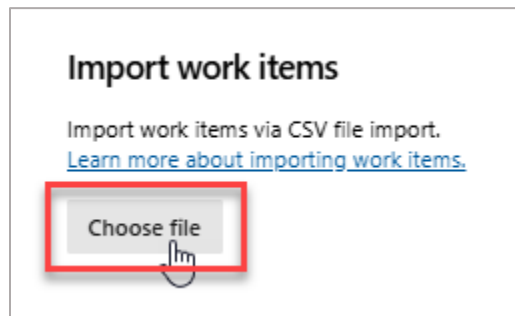 Import work items
Import work items via CSV file import.
Learn more about importing work items.
Choose file